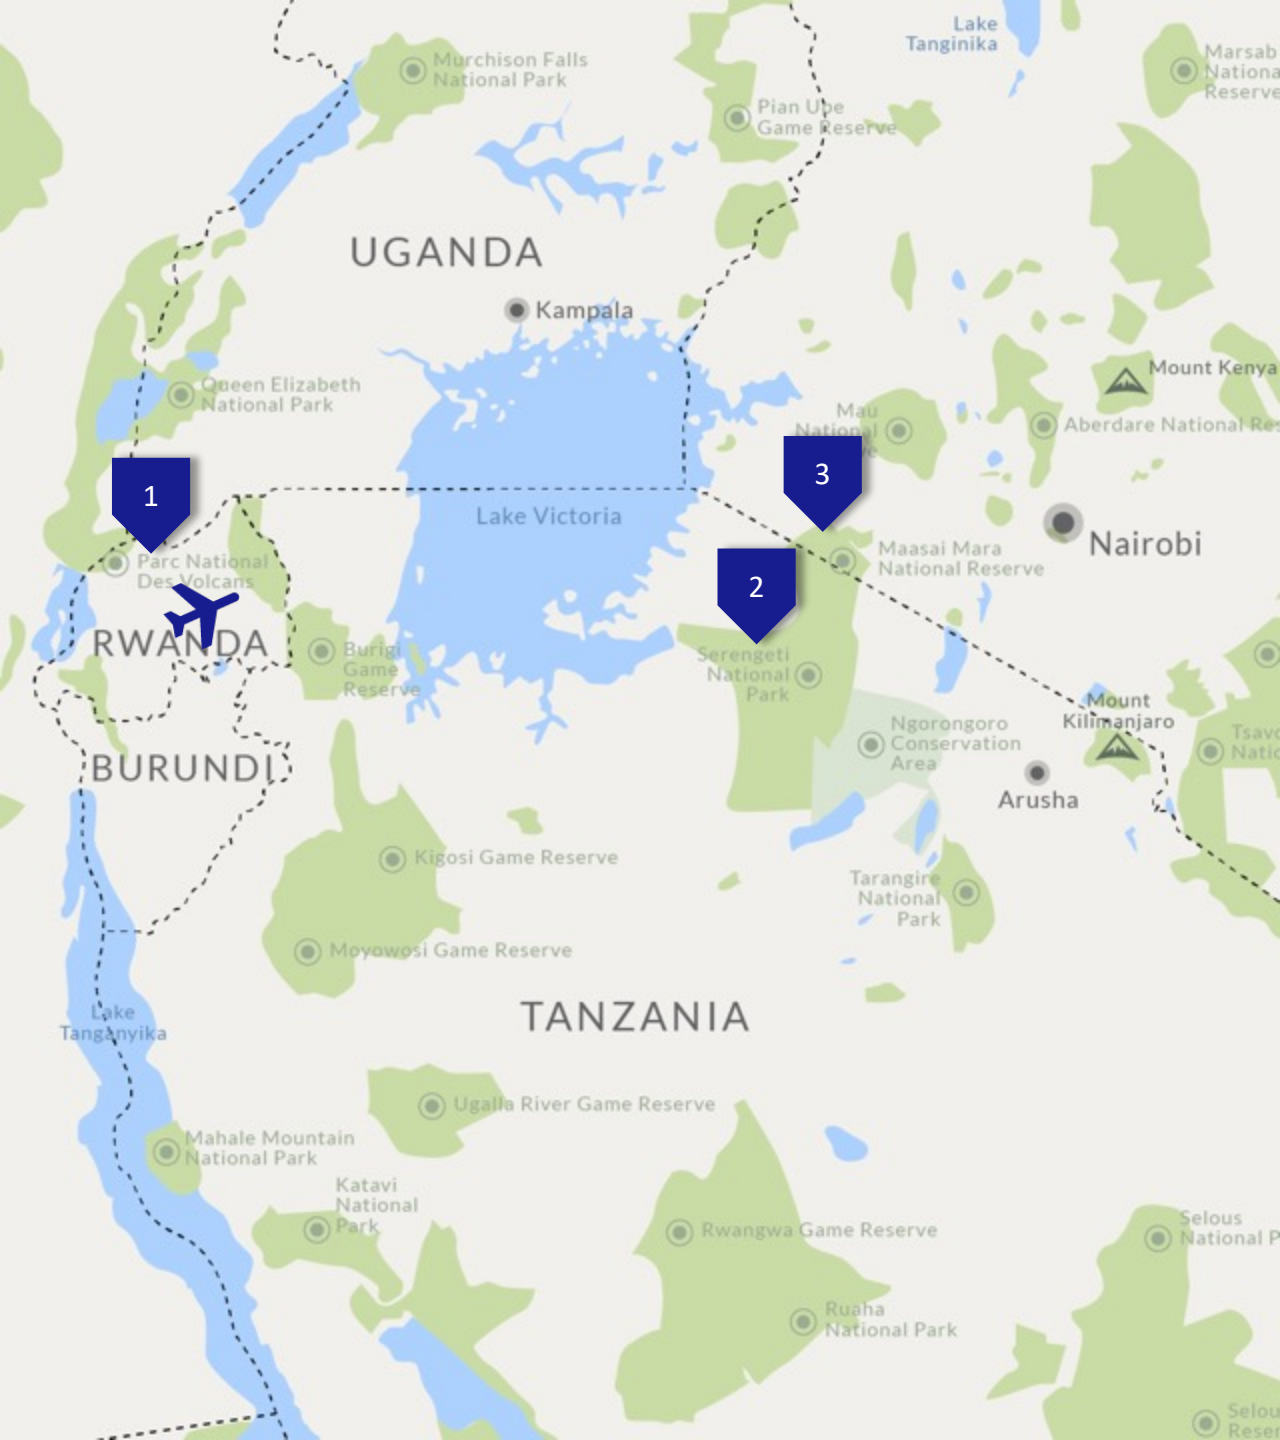 Lake
Tanginika
Murchison Falls
National Park
Marsab
Nationa
Reserve
Pian Upe
Game Reserve
UGANDA
Kampala
Mount Kenya
Queen Elizabeth
National Park
Mau
National
ve
Aberdare National Res
3
1
Lake Victoria
Nairobi
Parc National
Des Volcans
Maasai Mara
National Reserve
2
RWANDA
Burigi
Game
Reserve
Serengeti
National
Park
Mount
Kilimanjaro
Ngorongoro
Conservation
Area
Tsavo
Natic
BURUNDI
Arusha
Kigosi Game Reserve
Tarangire
National
Park
Moyowosi Game Reserve
Lake
Tanganyika
TANZANIA
Ugalla River Game Reserve
Mahale Mountain
National Park
Katavi
National
Park
Rwangwa Game Reserve
Selous
National P
Ruaha
National Park
Selou
Reser